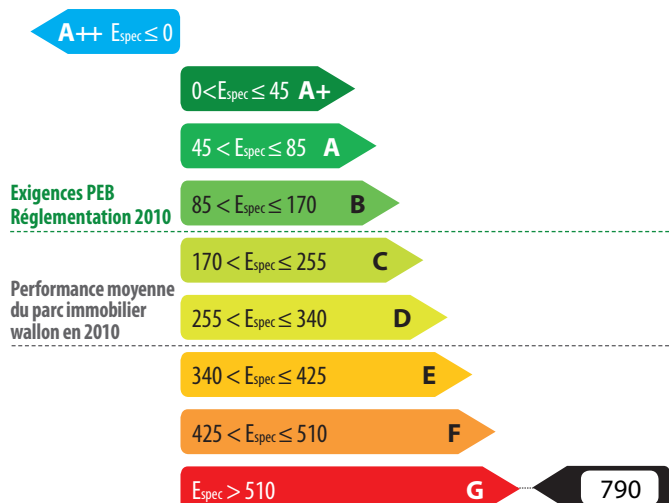 A++ Espec ≤ 0
0<Espec ≤ 45 A+
45 < Espec ≤ 85 A
Exigences PEB
Réglementation 2010
85 < Espec ≤ 170 B
170 < Espec ≤ 255 C
Performance moyenne
du parc immobilier
wallon en 2010
255 < Espec ≤ 340 D
340 < Espec ≤ 425 E
425 < Espec ≤ 510 F
Espec > 510 G 790